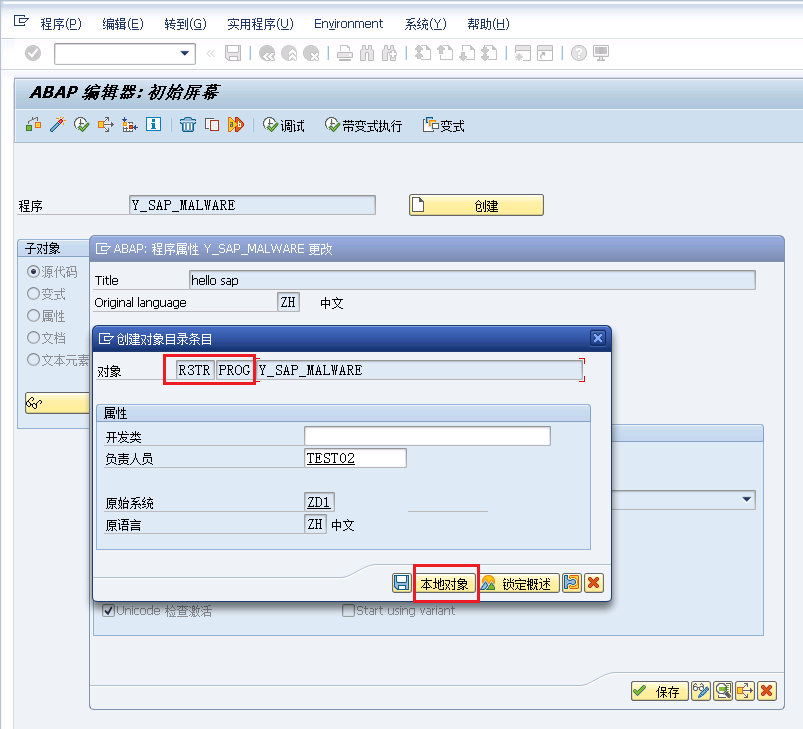 程序(P) 编辑(E) 转到(G) 实用程序(U) Environment 系统(Y) 帮助(H)
ABAP 编辑器: 初始屏幕
调试 带变式执行 变式
程序 Y_SAP_MALWARE 创建
子对象
源代码
变式
属性
文档
文本元素
ABAP: 程序属性 Y_SAP_MALWARE 更改
Title hello sap
Original language ZH 中文
创建对象目录条目
对象 R3TR PROG Y_SAP_MALWARE
属性
开发类
负责人员 TEST02
原始系统 ZD1
原语言 ZH 中文
本地对象 锁定概述
Unicode 检查激活 Start using variant
保存